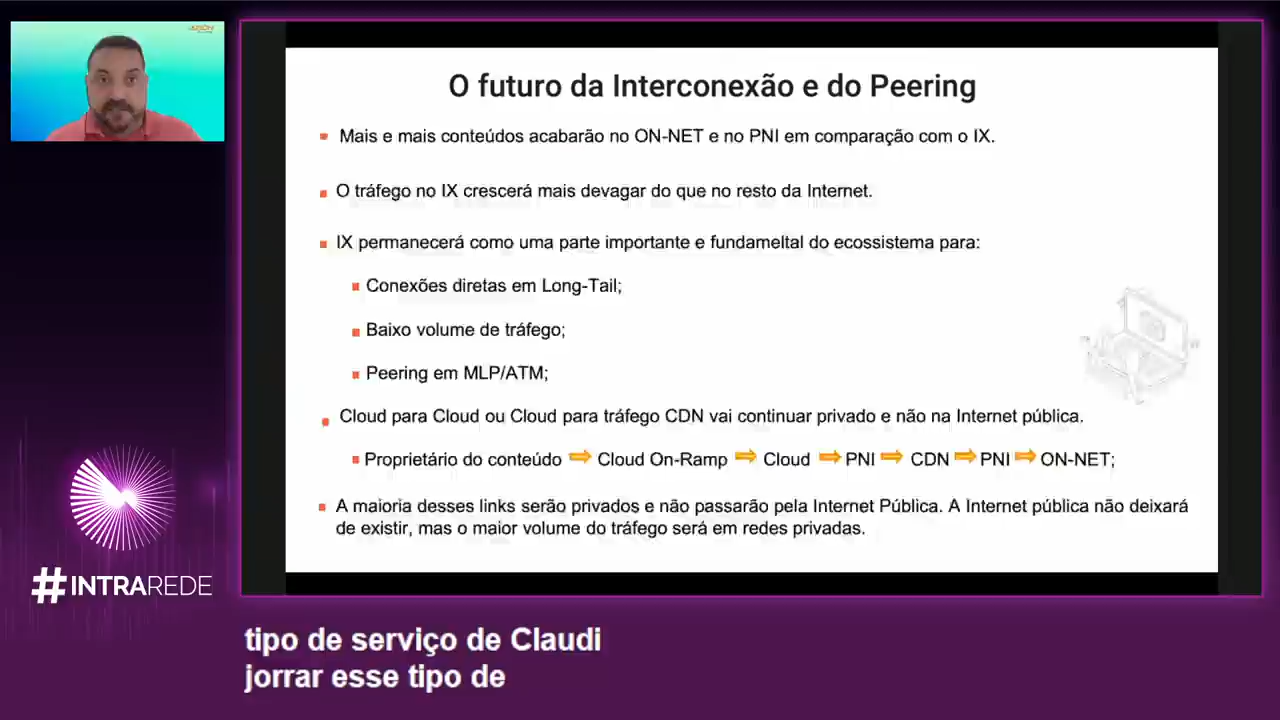 AZION
O futuro da Interconexão e do Peering
Mais e mais conteúdos acabarão no ON-NET e no PNI em comparação com o IX.
O tráfego no IX crescerá mais devagar do que no resto da Internet.
IX permanecerá como uma parte importante e fundameltal do ecossistema para:
Conexões diretas em Long-Tail;
Baixo volume de tráfego;
Peering em MLP/ATM;
Cloud para Cloud ou Cloud para tráfego CDN vai continuar privado e não na Internet pública.
Proprietário do conteúdo Cloud On-Ramp Cloud PNI CDN PNI ON-NET;
A maioria desses links serão privados e não passarão pela Internet Pública. A Internet pública não deixará
de existir, mas o maior volume do tráfego será em redes privadas.
#INTRAREDE
tipo de serviço de Claudi
jorrar esse tipo de